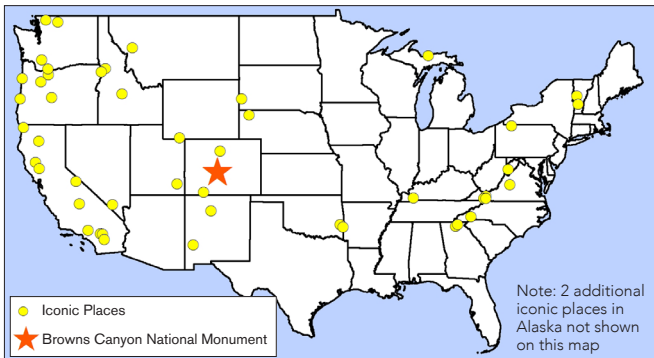 Iconic Places
Browns Canyon National Monument
Note: 2 additional
iconic places in
Alaska not shown
on this map